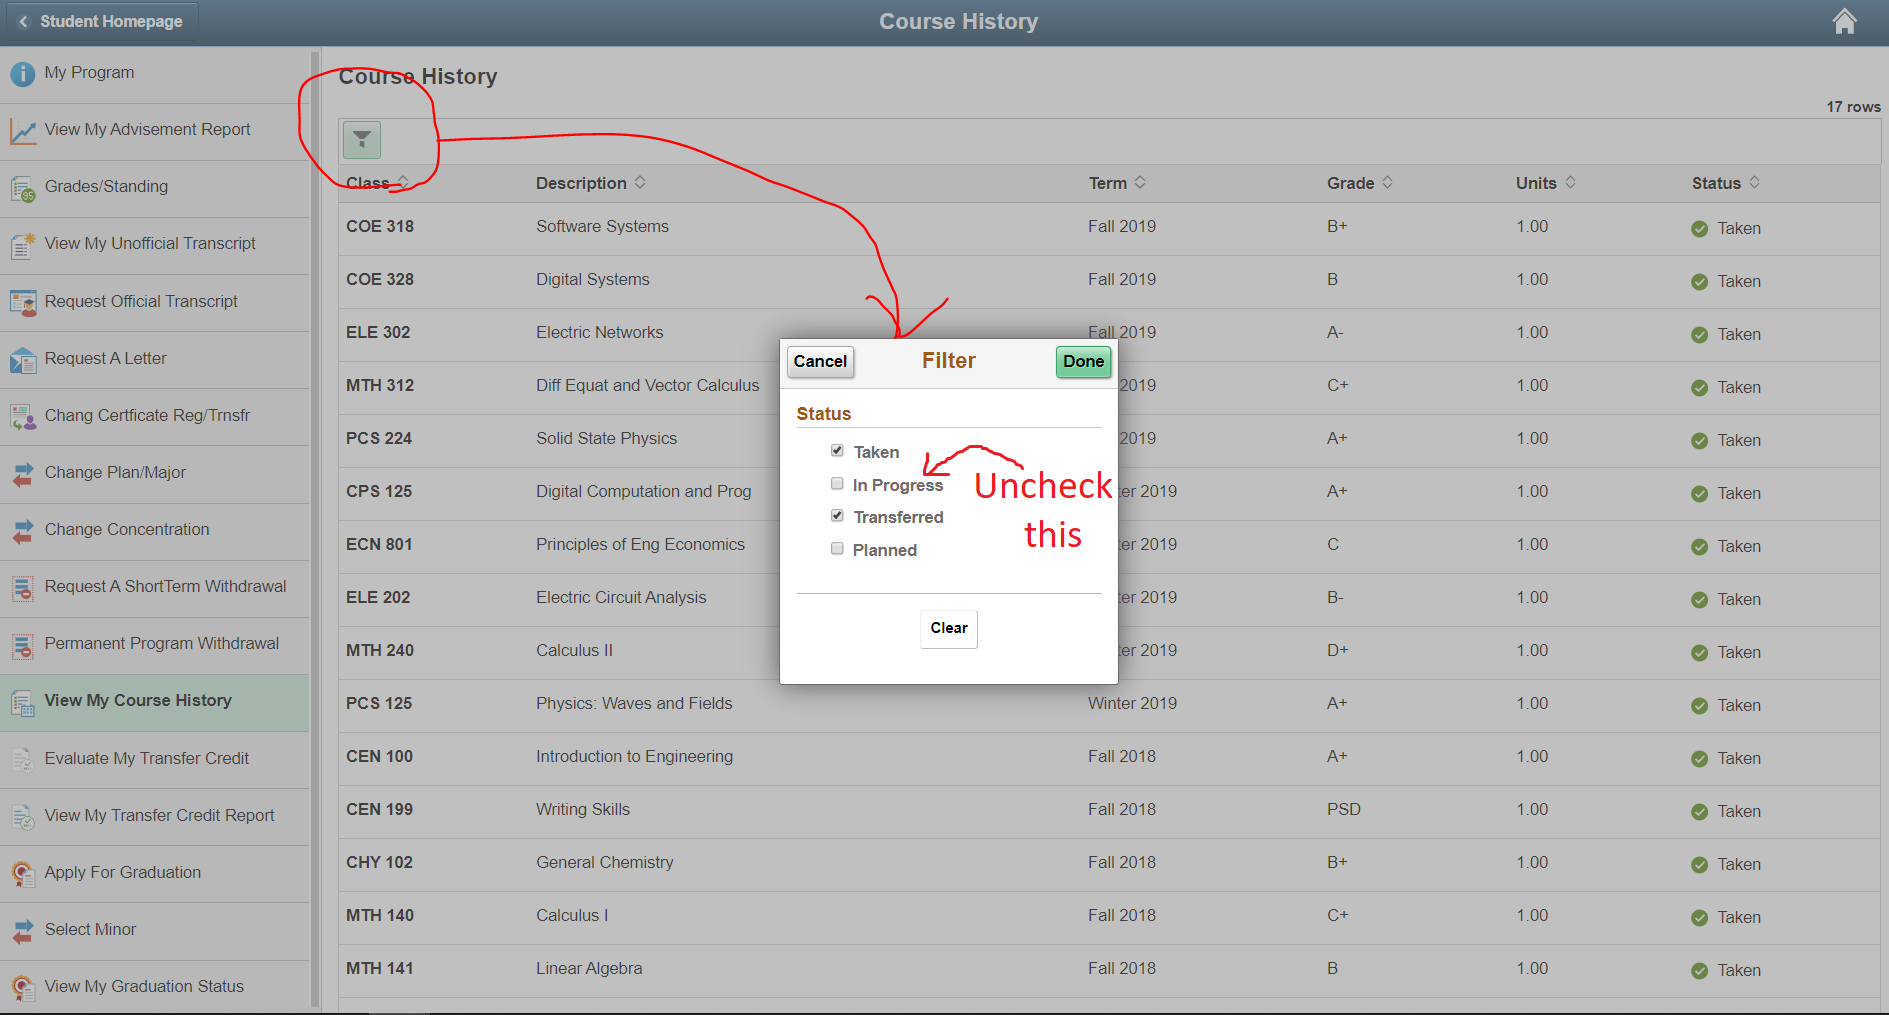 Student Homepage
Course History
My Program
View My Advisement Report
Grades/Standing
View My Unofficial Transcript
Request Official Transcript
Request A Letter
Chang Certficate Reg/Trnsfr
Change Plan/Major
Change Concentration
Request A ShortTerm Withdrawal
Permanent Program Withdrawal
View My Course History
Evaluate My Transfer Credit
View My Transfer Credit Report
Apply For Graduation
Select Minor
View My Graduation Status
Course History
17 rows
Class Description Term Grade Units Status
COE 318 Software Systems Fall 2019 B+ 1.00 Taken
COE 328 Digital Systems Fall 2019 B 1.00 Taken
ELE 302 Electric Networks Fall 2019 A- 1.00 Taken
MTH 312 Diff Equat and Vector Calculus 2019 C+ 1.00 Taken
PCS 224 Solid State Physics 2019 A+ 1.00 Taken
CPS 125 Digital Computation and Prog er 2019 A+ 1.00 Taken
ECN 801 Principles of Eng Economics er 2019 C 1.00 Taken
ELE 202 Electric Circuit Analysis er 2019 B- 1.00 Taken
MTH 240 Calculus II er 2019 D+ 1.00 Taken
PCS 125 Physics: Waves and Fields Winter 2019 A+ 1.00 Taken
CEN 100 Introduction to Engineering Fall 2018 A+ 1.00 Taken
CEN 199 Writing Skills Fall 2018 PSD 1.00 Taken
CHY 102 General Chemistry Fall 2018 B+ 1.00 Taken
MTH 140 Calculus I Fall 2018 C+ 1.00 Taken
MTH 141 Linear Algebra Fall 2018 B 1.00 Taken
Cancel Filter Done
Status
Taken
In Progress
Transferred
Planned
Clear
Uncheck
this